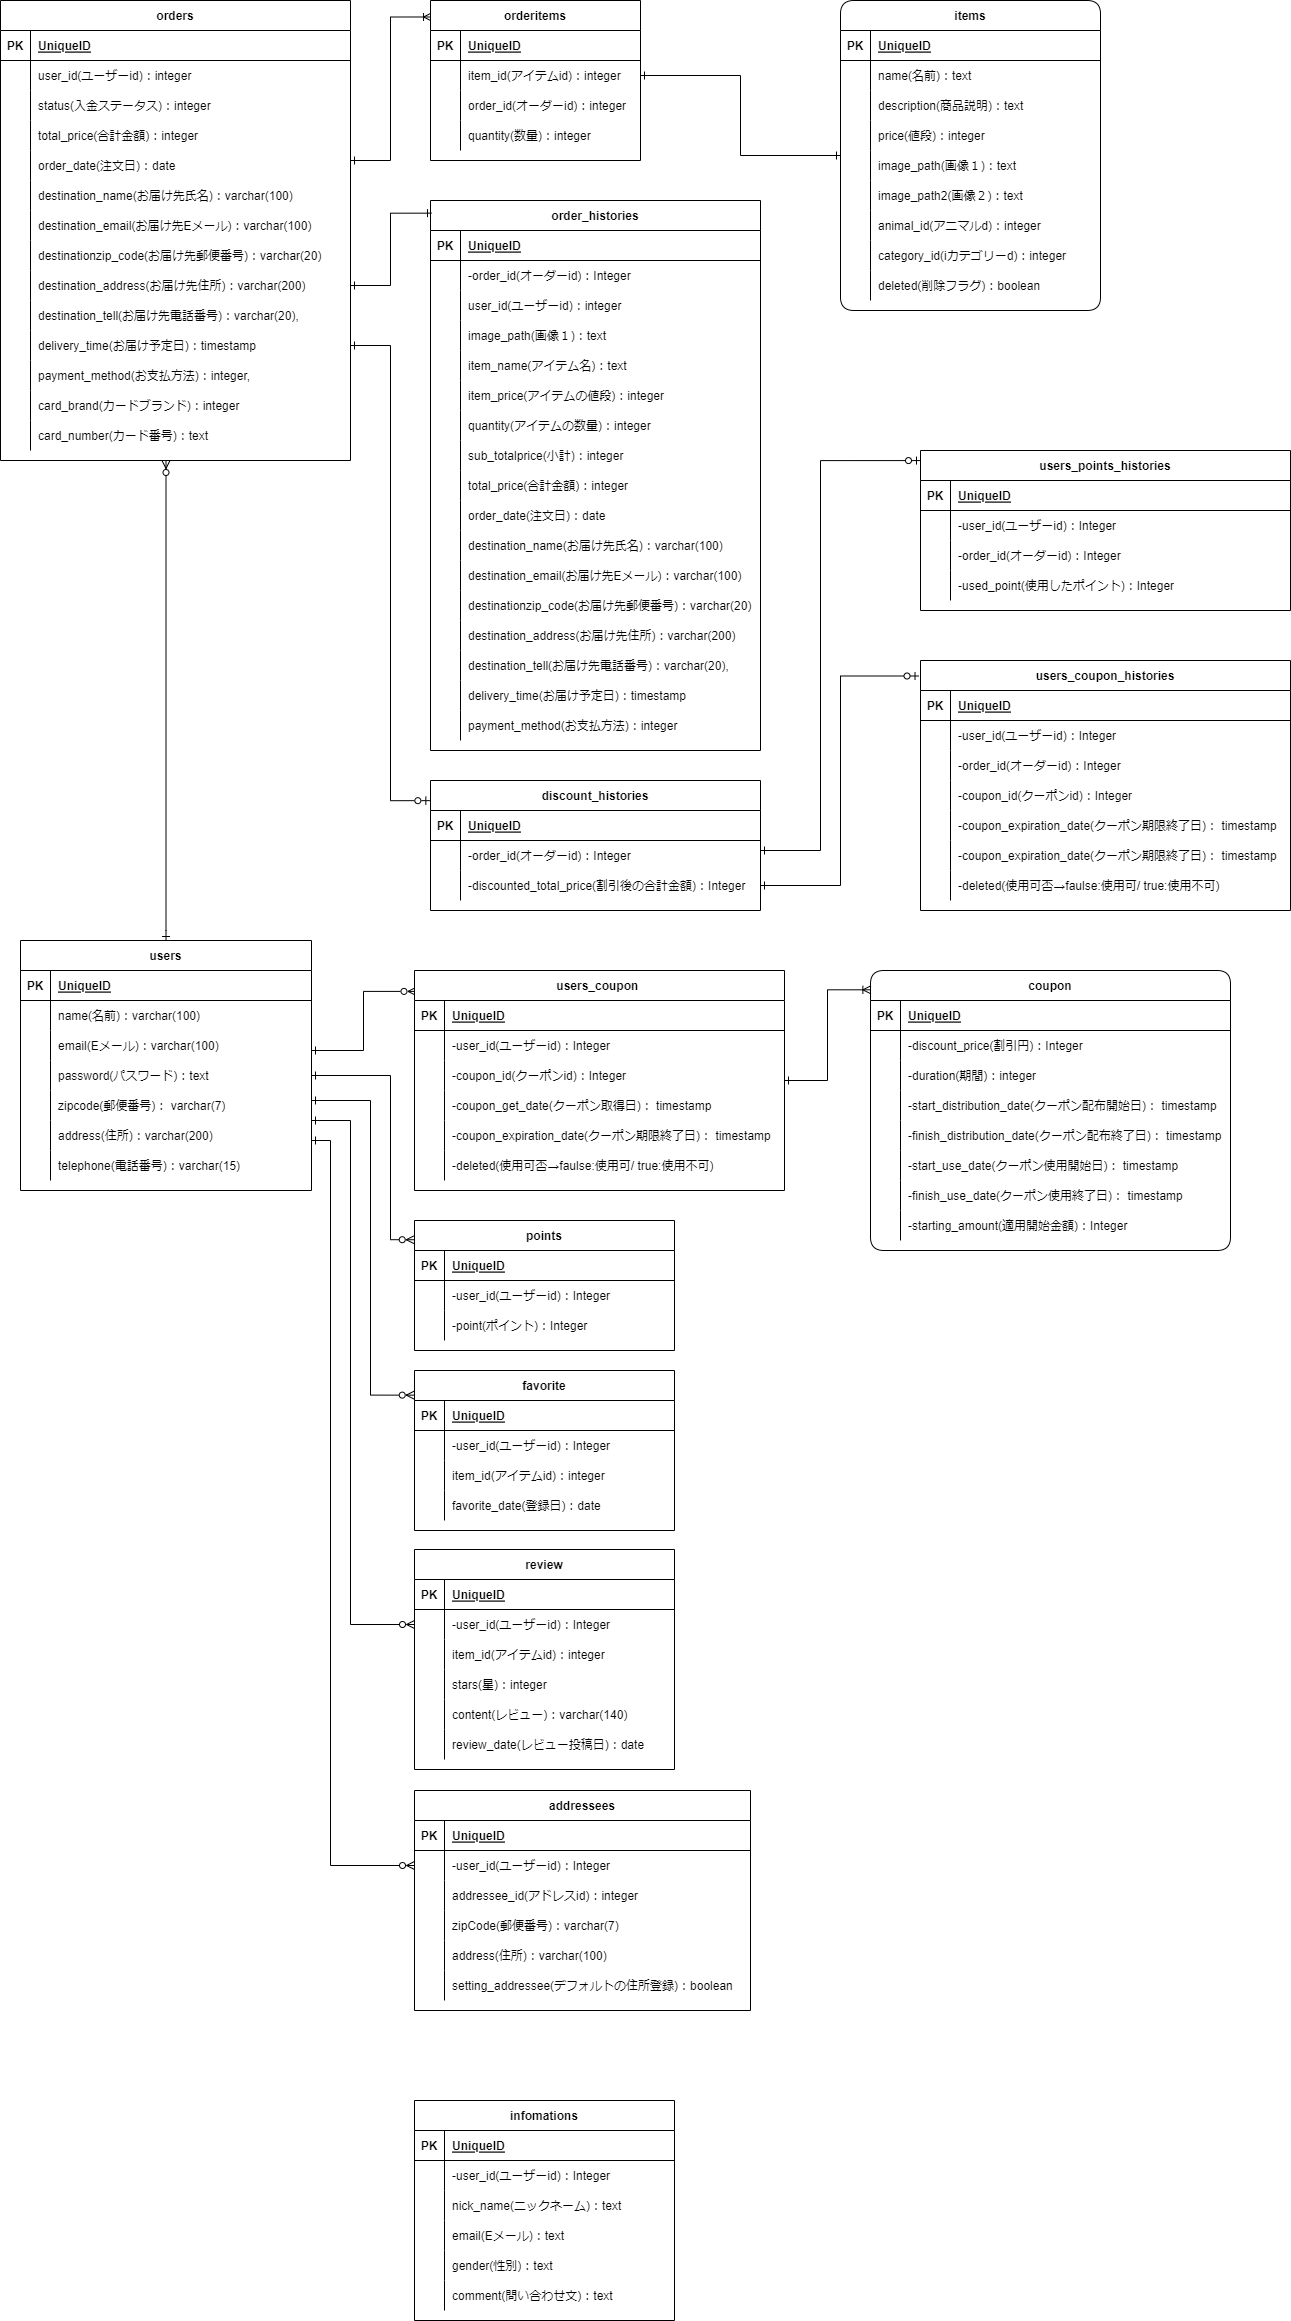 orders
PK UniqueID
user_id(ユーザーid):integer
status(入金ステータス):integer
total_price(合計金額):integer
order_date(注文日):date
destination_name(お届け先氏名):varchar(100)
destination_email(お届け先Eメール):varchar(100)
destinationzip_code(お届け先郵便番号):varchar(20)
destination_address(お届け先住所):varchar(200)
destination_tell(お届け先電話番号):varchar(20),
delivery_time(お届け予定日):timestamp
payment_method(お支払方法):integer,
card_brand(カードブランド):integer
card_number(カード番号):text
orderitems
PK UniqueID
item_id(アイテムid):integer
order_id(オーダーid):integer
quantity(数量):integer
items
PK UniqueID
name(名前):text
description(商品説明):text
price(値段):integer
image_path(画像1):text
image_path2(画像2):text
animal_id(アニマルd):integer
category_id(iカテゴリーd):integer
deleted(削除フラグ):boolean
order_histories
PK UniqueID
-order_id(オーダーid):Integer
user_id(ユーザーid):integer
image_path(画像1):text
item_name(アイテム名):text
item_price(アイテムの値段):integer
quantity(アイテムの数量):integer
sub_totalprice(小計):integer
total_price(合計金額):integer
order_date(注文日):date
destination_name(お届け先氏名):varchar(100)
destination_email(お届け先Eメール):varchar(100)
destinationzip_code(お届け先郵便番号):varchar(20)
destination_address(お届け先住所):varchar(200)
destination_tell(お届け先電話番号):varchar(20),
delivery_time(お届け予定日):timestamp
payment_method(お支払方法):integer
users_points_histories
PK UniqueID
-user_id(ユーザーid):Integer
-order_id(オーダーid):Integer
-used_point(使用したポイント):Integer
users_coupon_histories
PK UniqueID
-user_id(ユーザーid):Integer
-order_id(オーダーid):Integer
-coupon_id(クーポンid):Integer
-coupon_expiration_date(クーポン期限終了日): timestamp
-coupon_expiration_date(クーポン期限終了日): timestamp
-deleted(使用可否→faulse:使用可/ true:使用不可)
discount_histories
PK UniqueID
-order_id(オーダーid):Integer
-discounted_total_price(割引後の合計金額):Integer
users
PK UniqueID
name(名前):varchar(100)
email(Eメール):varchar(100)
password(パスワード):text
zipcode(郵便番号): varchar(7)
address(住所):varchar(200)
telephone(電話番号):varchar(15)
users_coupon
PK UniqueID
-user_id(ユーザーid):Integer
-coupon_id(クーポンid):Integer
-coupon_get_date(クーポン取得日): timestamp
-coupon_expiration_date(クーポン期限終了日): timestamp
-deleted(使用可否→faulse:使用可/ true:使用不可)
coupon
PK UniqueID
-discount_price(割引円):Integer
-duration(期間):integer
-start_distribution_date(クーポン配布開始日): timestamp
-finish_distribution_date(クーポン配布終了日): timestamp
-start_use_date(クーポン使用開始日): timestamp
-finish_use_date(クーポン使用終了日): timestamp
-starting_amount(適用開始金額):Integer
points
PK UniqueID
-user_id(ユーザーid):Integer
-point(ポイント):Integer
favorite
PK UniqueID
-user_id(ユーザーid):Integer
item_id(アイテムid):integer
favorite_date(登録日):date
review
PK UniqueID
-user_id(ユーザーid):Integer
item_id(アイテムid):integer
stars(星):integer
content(レビュー):varchar(140)
review_date(レビュー投稿日):date
addressees
PK UniqueID
-user_id(ユーザーid):Integer
addressee_id(アドレスid):integer
zipCode(郵便番号):varchar(7)
address(住所):varchar(100)
setting_addressee(デフォルトの住所登録):boolean
infomations
PK UniqueID
-user_id(ユーザーid):Integer
nick_name(ニックネーム):text
email(Eメール):text
gender(性別):text
comment(問い合わせ文):text